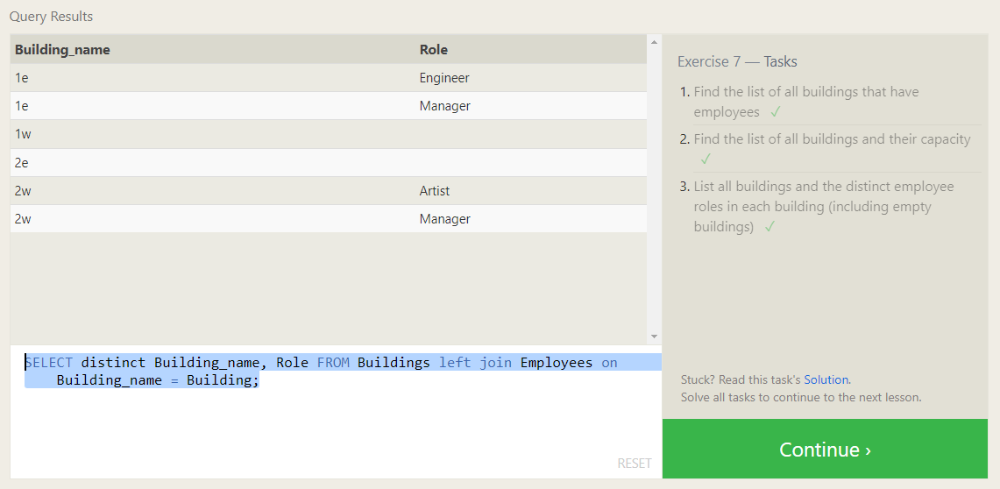 Query Results
Building_name Role
1e Engineer
1e Manager
1w
2e
2w Artist
2w Manager
SELECT distinct Building_name, Role FROM Buildings left join Employees on
Building_name = Building;
RESET
Exercise 7 — Tasks
1. Find the list of all buildings that have
employees ✓
2. Find the list of all buildings and their capacity
✓
3. List all buildings and the distinct employee
roles in each building (including empty
buildings) ✓
Stuck? Read this task's Solution.
Solve all tasks to continue to the next lesson.
Continue ›